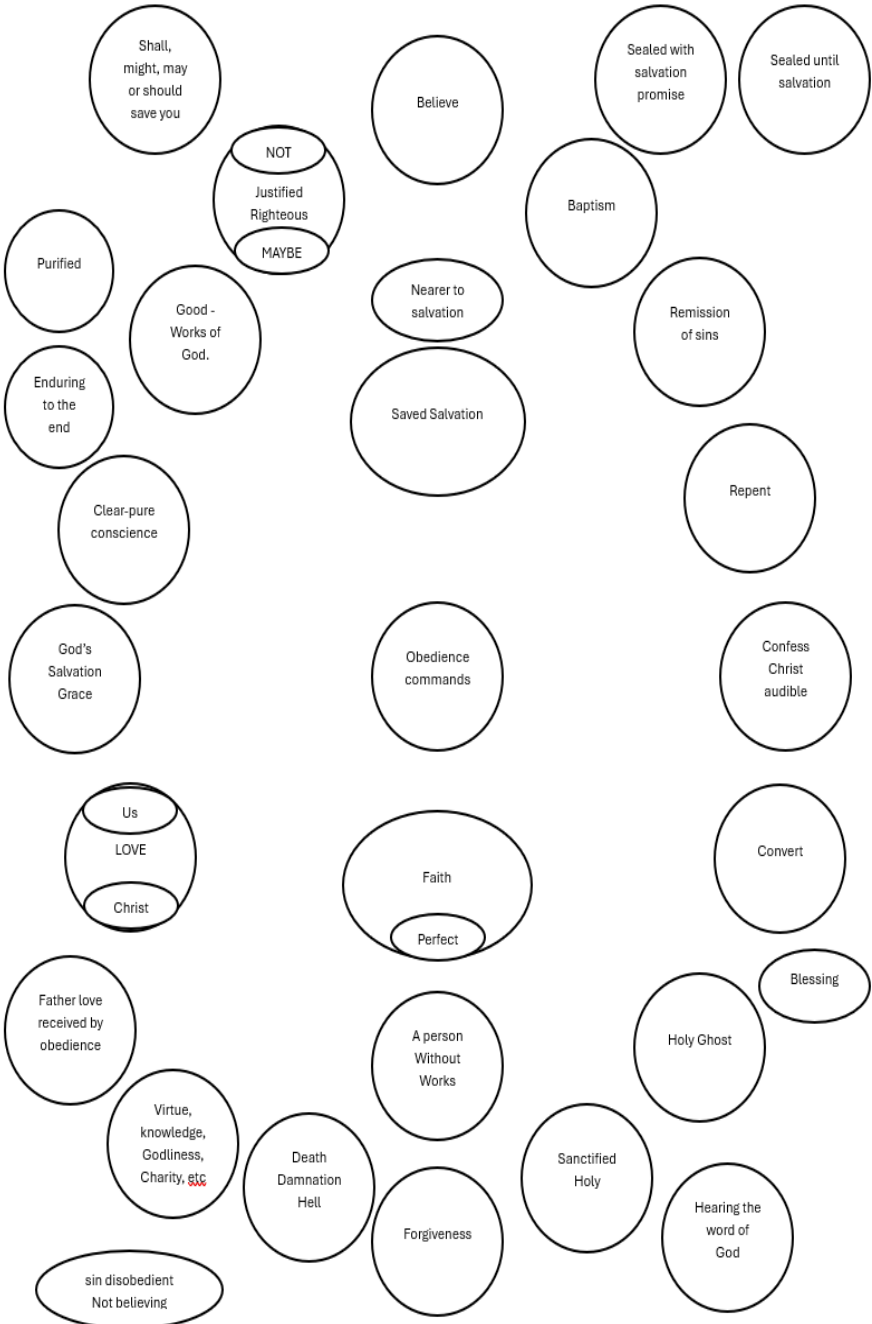 Shall,
might, may
or should
save you
Believe
Sealed with
salvation
promise
Sealed until
salvation
NOT
Justified
Righteous
MAYBE
Baptism
Purified
Good -
Works of
God.
Nearer to
salvation
Remission
of sins
Enduring
to the
end
Saved Salvation
Clear-pure
conscience
Repent
God's
Salvation
Grace
Obedience
commands
Confess
Christ
audible
Us
LOVE
Christ
Faith
Perfect
Convert
Blessing
Father love
received by
obedience
A person
Without
Works
Holy Ghost
Virtue,
knowledge,
Godliness,
Charity, etc
Death
Damnation
Hell
Forgiveness
Sanctified
Holy
Hearing the
word of
God
sin disobedient
Not believing